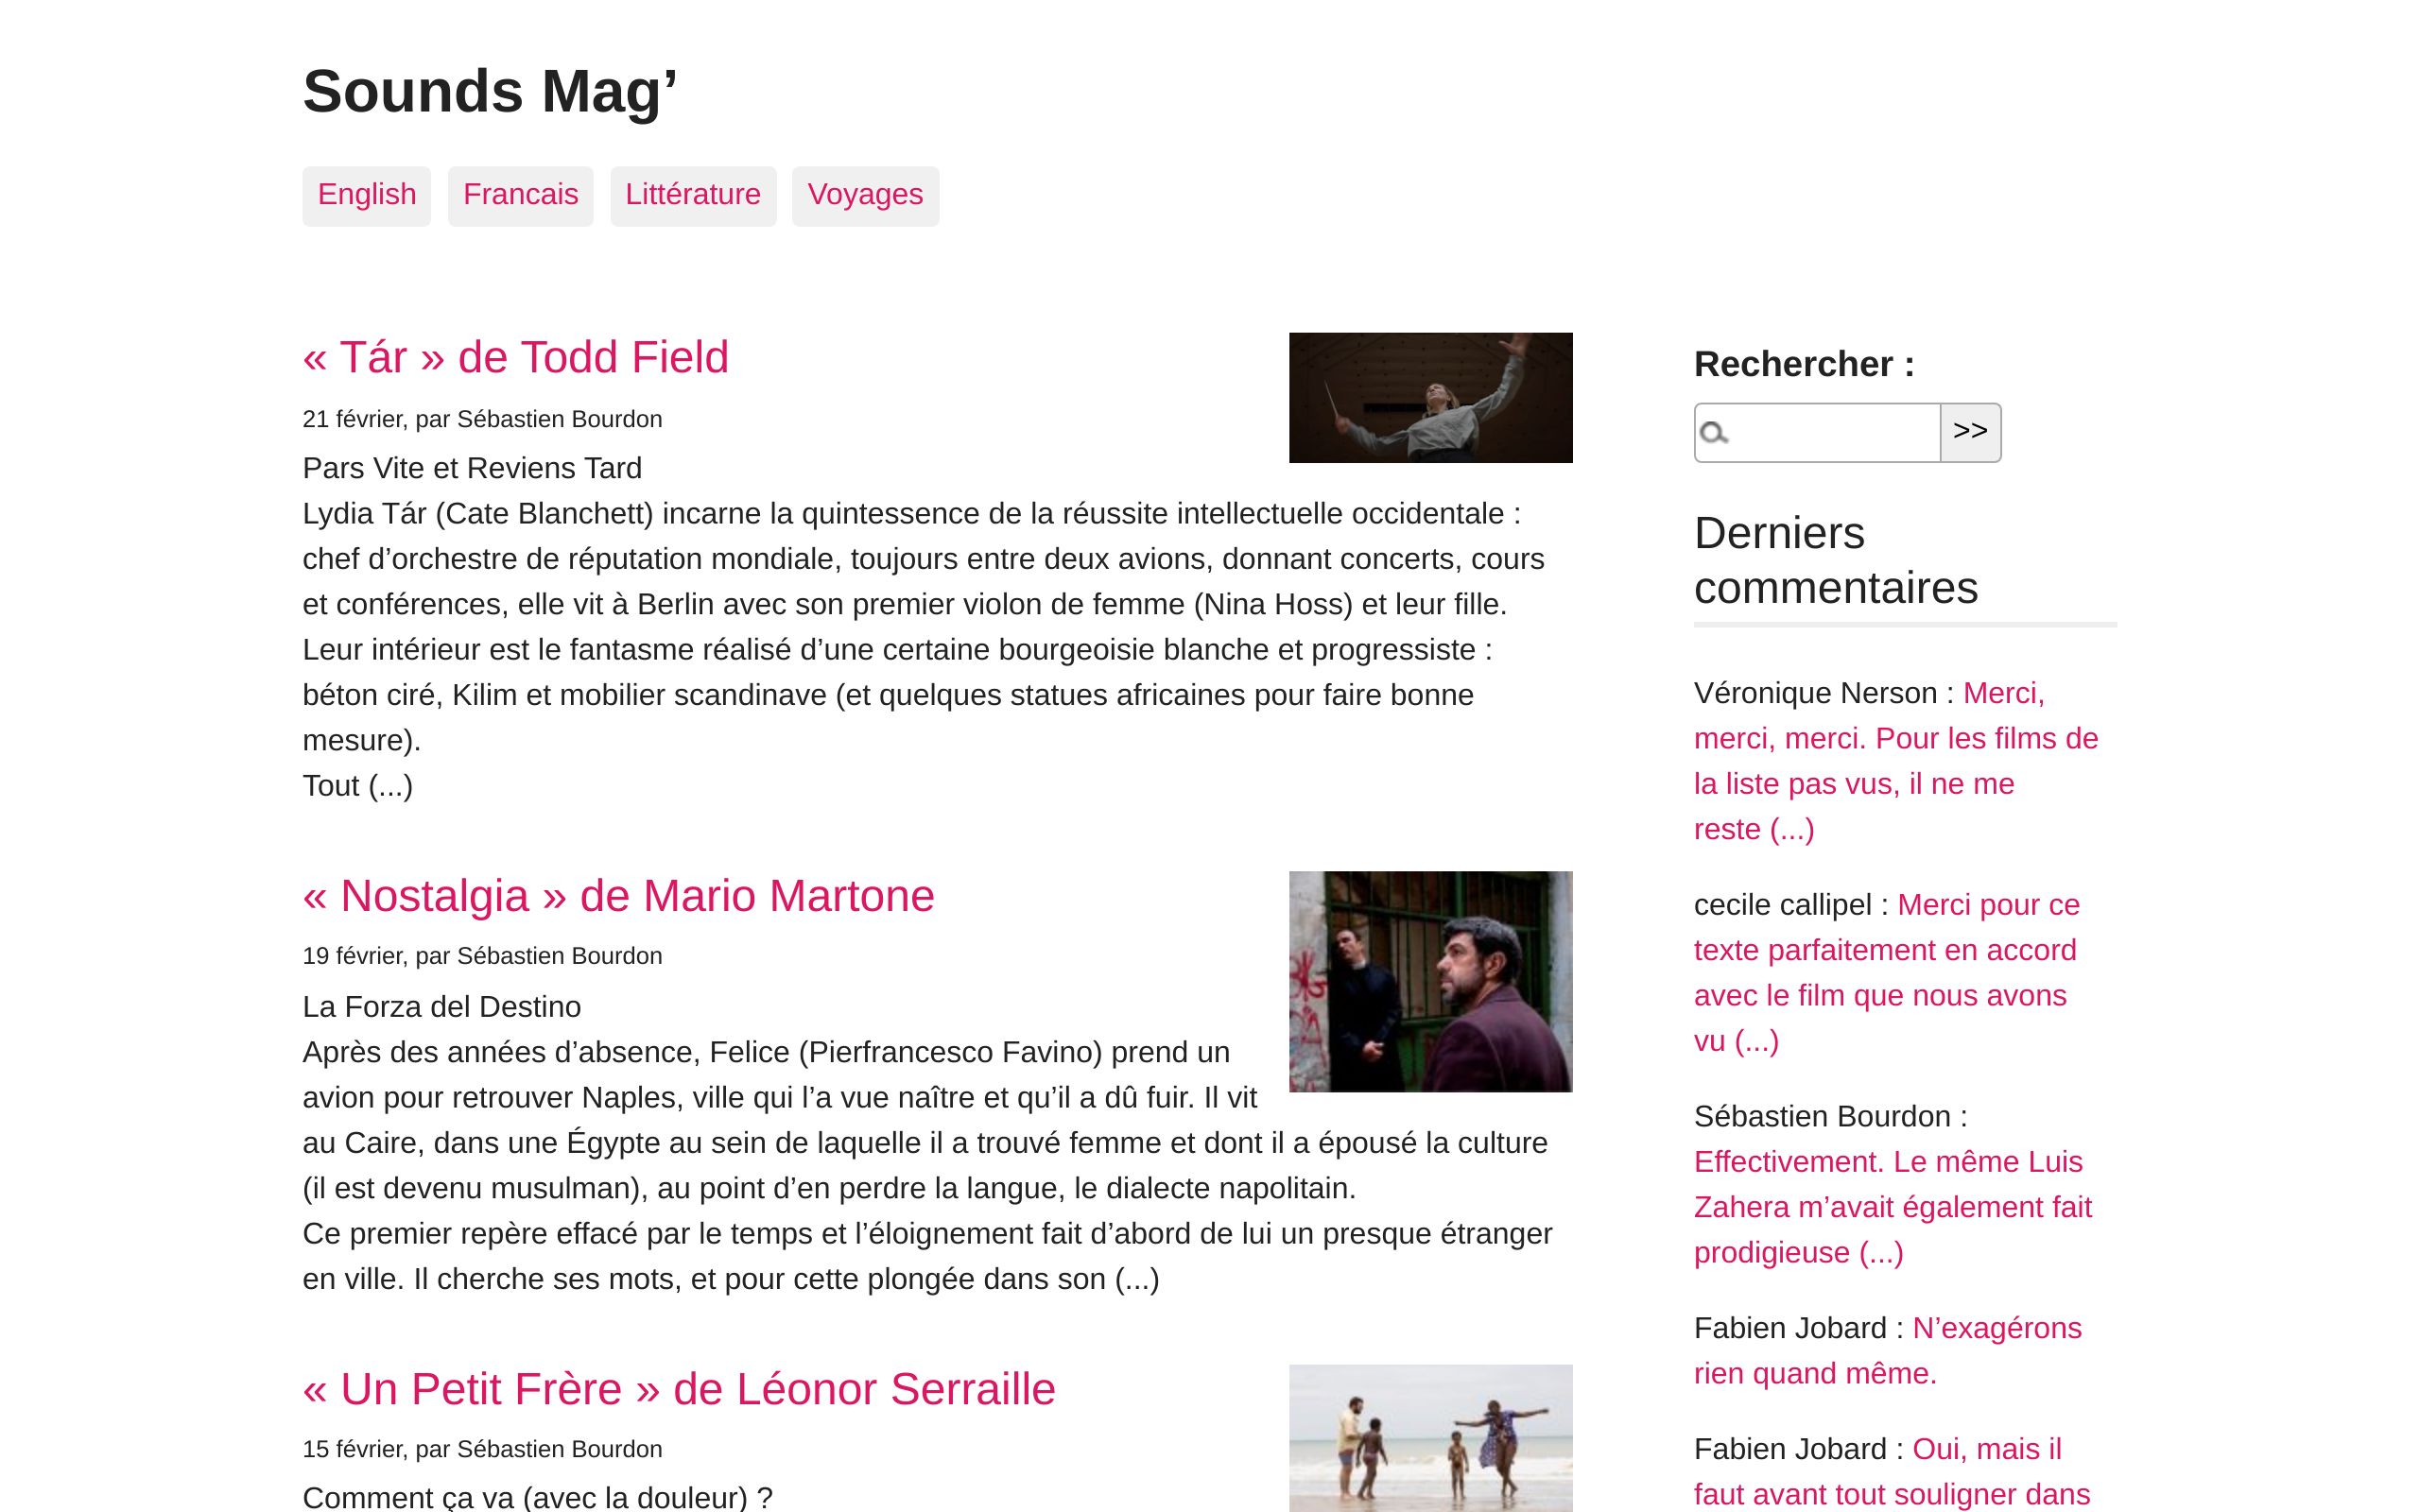 Sounds Mag’
English Francais Littérature Voyages
« Tár » de Todd Field
21 février, par Sébastien Bourdon
Pars Vite et Reviens Tard
Lydia Tár (Cate Blanchett) incarne la quintessence de la réussite intellectuelle occidentale :
chef d’orchestre de réputation mondiale, toujours entre deux avions, donnant concerts, cours
et conférences, elle vit à Berlin avec son premier violon de femme (Nina Hoss) et leur fille.
Leur intérieur est le fantasme réalisé d’une certaine bourgeoisie blanche et progressiste :
béton ciré, Kilim et mobilier scandinave (et quelques statues africaines pour faire bonne
mesure).
Tout (...)
« Nostalgia » de Mario Martone
19 février, par Sébastien Bourdon
La Forza del Destino
Après des années d’absence, Felice (Pierfrancesco Favino) prend un
avion pour retrouver Naples, ville qui l’a vue naître et qu’il a dû fuir. Il vit
au Caire, dans une Égypte au sein de laquelle il a trouvé femme et dont il a épousé la culture
(il est devenu musulman), au point d’en perdre la langue, le dialecte napolitain.
Ce premier repère effacé par le temps et l’éloignement fait d’abord de lui un presque étranger
en ville. Il cherche ses mots, et pour cette plongée dans son (...)
« Un Petit Frère » de Léonor Serraille
15 février, par Sébastien Bourdon
Comment ça va (avec la douleur) ?
Rechercher :
>>
Derniers
commentaires
Véronique Nerson : Merci,
merci, merci. Pour les films de
la liste pas vus, il ne me
reste (...)
cecile callipel : Merci pour ce
texte parfaitement en accord
avec le film que nous avons
vu (...)
Sébastien Bourdon :
Effectivement. Le même Luis
Zahera m’avait également fait
prodigieuse (...)
Fabien Jobard : N’exagérons
rien quand même.
Fabien Jobard : Oui, mais il
faut avant tout souligner dans